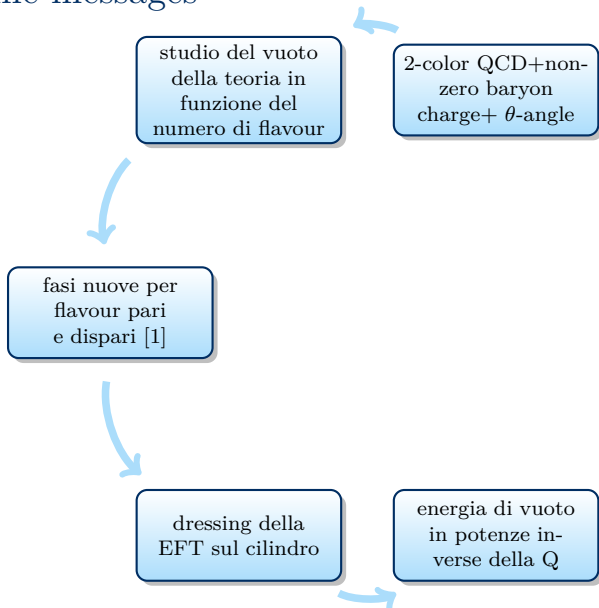 messages
2-color QCD+non-
zero baryon
charge+ θ-angle
studio del vuoto
della teoria in
funzione del
numero di flavour
fasi nuove per
flavour pari
e dispari [1]
dressing della
EFT sul cilindro
energia di vuoto
in potenze in-
verse della Q